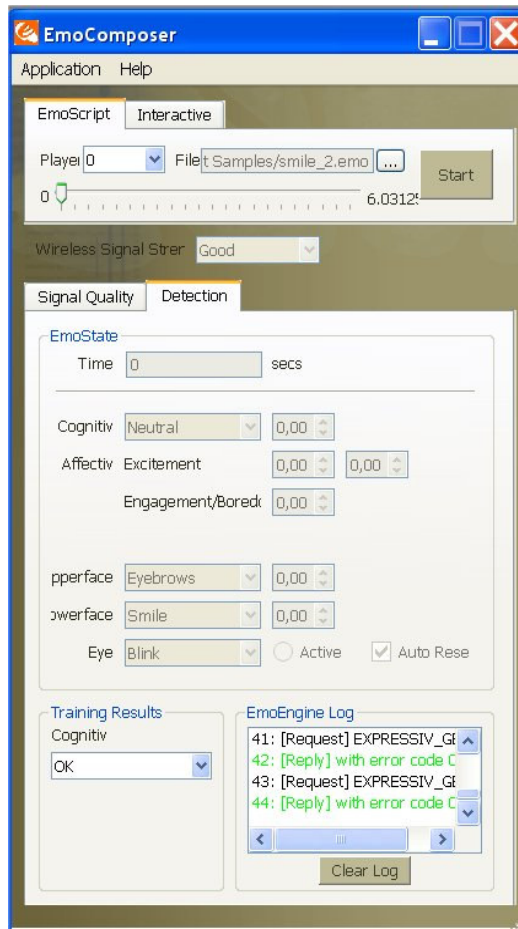 EmoComposer
Application Help
EmoScript Interactive
Player 0 File t Samples/smile_2.emo ... Start
0 6.03125
Wireless Signal Strer Good
Signal Quality Detection
EmoState
Time 0 secs
Cognitiv Neutral 0,00
Affectiv Excitement 0,00 0,00
Engagement/Boredo 0,00
pperface Eyebrows 0,00
owerface Smile 0,00
Eye Blink Active Auto Rese
Training Results
Cognitiv
OK
EmoEngine Log
41: [Request] EXPRESSIV_GE
42: [Reply] with error code 0
43: [Request] EXPRESSIV_GE
44: [Reply] with error code 0
Clear Log